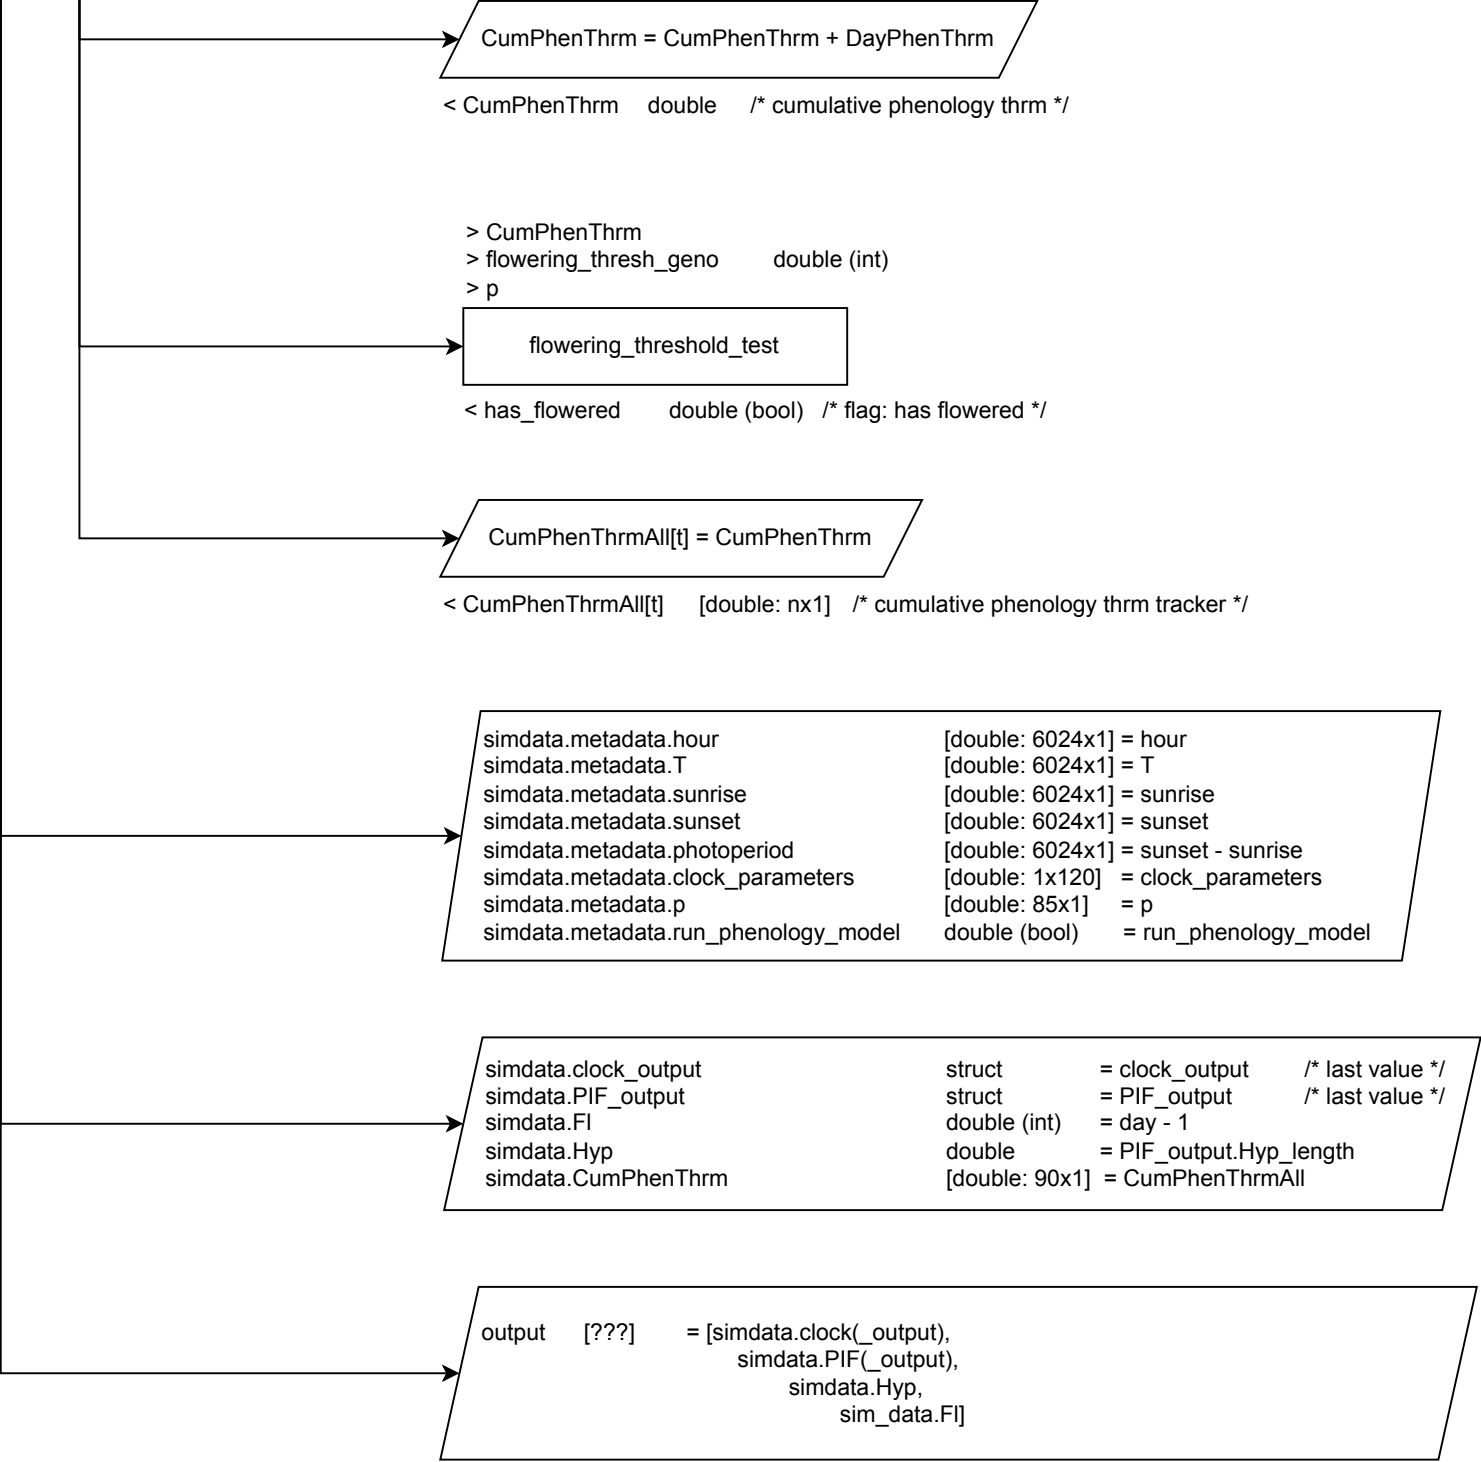 CumPhenThrm = CumPhenThrm + DayPhenThrm
< CumPhenThrm double /* cumulative phenology thrm */
> CumPhenThrm
> flowering_thresh_geno double (int)
> p
flowering_threshold_test
< has_flowered double (bool) /* flag: has flowered */
CumPhenThrmAll[t] = CumPhenThrm
< CumPhenThrmAll[t] [double: nx1] /* cumulative phenology thrm tracker */
simdata.metadata.hour [double: 6024x1] = hour
simdata.metadata.T [double: 6024x1] = T
simdata.metadata.sunrise [double: 6024x1] = sunrise
simdata.metadata.sunset [double: 6024x1] = sunset
simdata.metadata.photoperiod [double: 6024x1] = sunset - sunrise
simdata.metadata.clock_parameters [double: 1x120] = clock_parameters
simdata.metadata.p [double: 85x1] = p
simdata.metadata.run_phenology_model double (bool) = run_phenology_model
simdata.clock_output struct = clock_output /* last value */
simdata.PIF_output struct = PIF_output /* last value */
simdata.Fl double (int) = day - 1
simdata.Hyp double = PIF_output.Hyp_length
simdata.CumPhenThrm [double: 90x1] = CumPhenThrmAll
output [???] = [simdata.clock(_output),
simdata.PIF(_output),
simdata.Hyp,
sim_data.Fl]